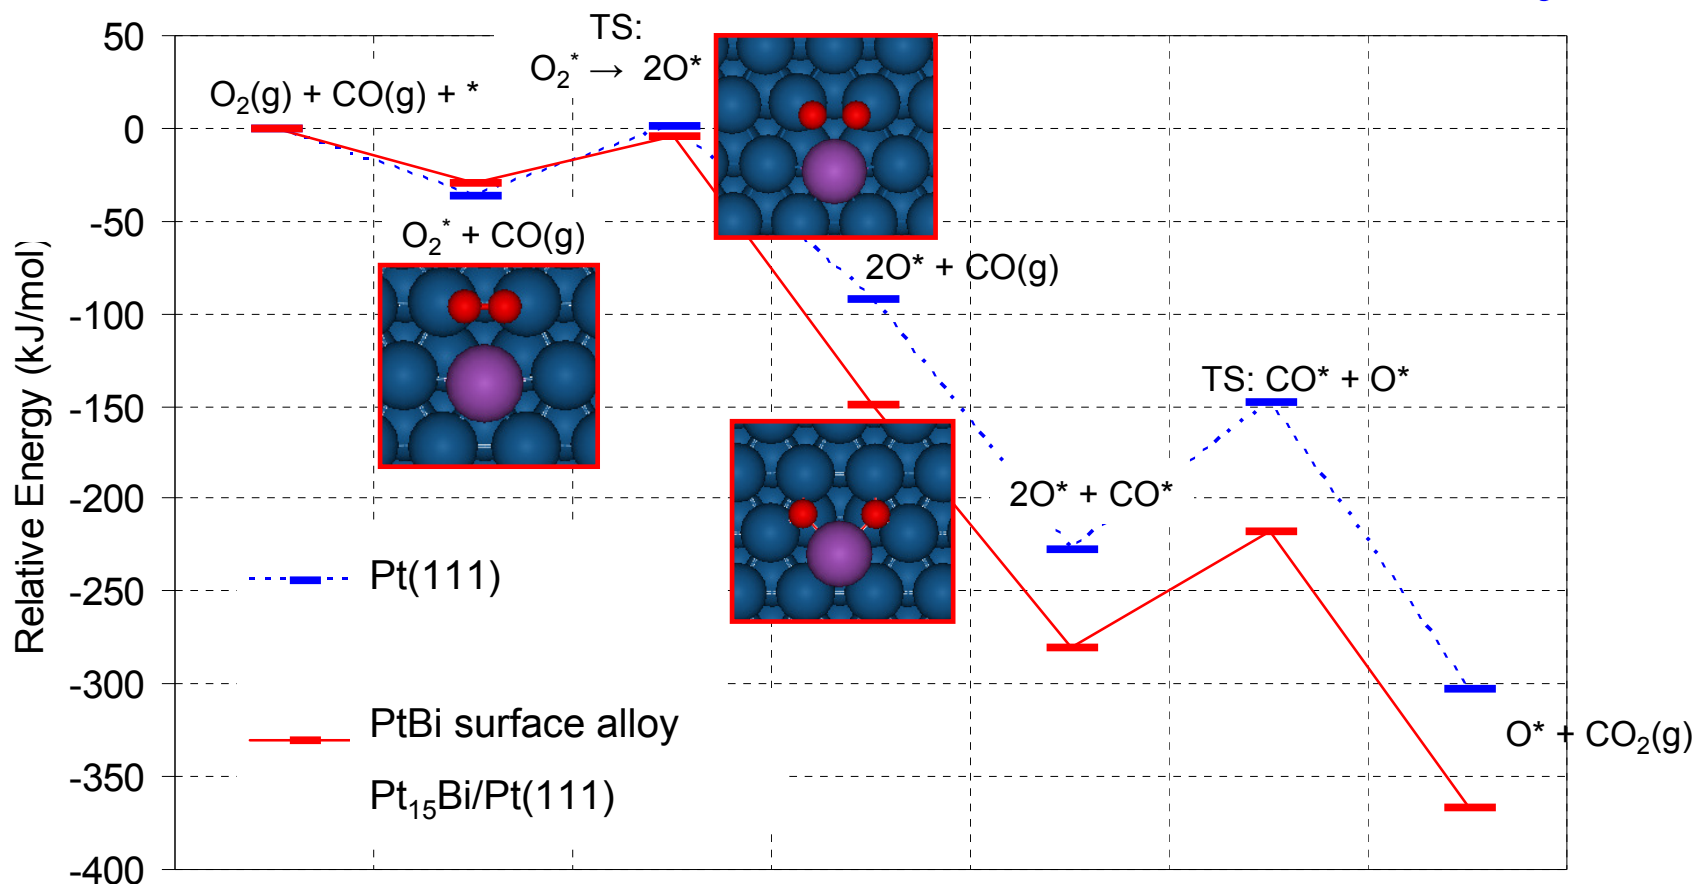 TS:
O₂* → 2O*
O₂(g) + CO(g) + *
O₂* + CO(g)
2O* + CO(g)
TS: CO* + O*
2O* + CO*
O* + CO₂(g)
Pt(111)
PtBi surface alloy
Pt₁₅Bi/Pt(111)
Relative Energy (kJ/mol)
50
0
-50
-100
-150
-200
-250
-300
-350
-400